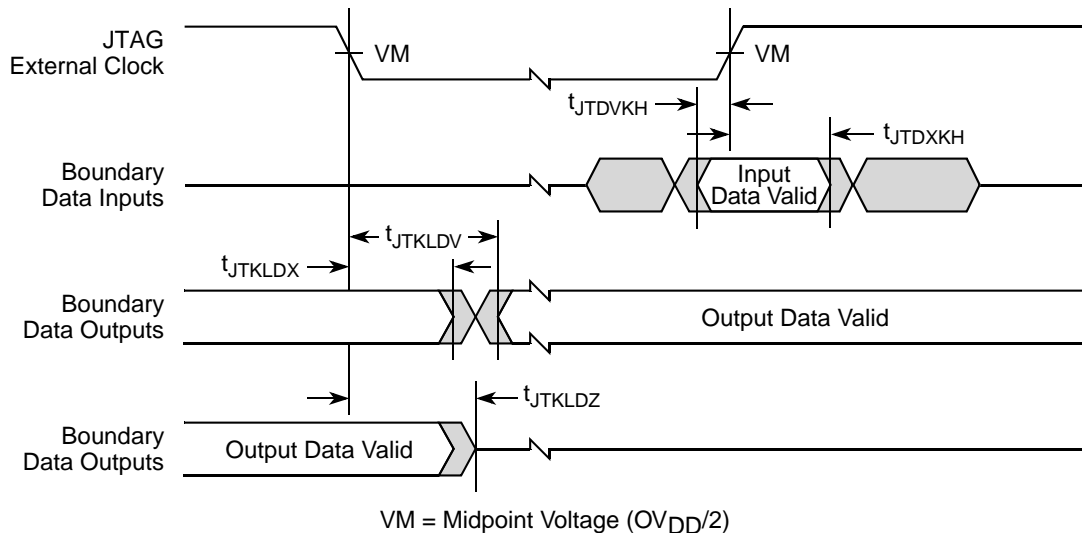 JTAG
External Clock
VM
VM
tJTDVKH
tJTDXKH
Boundary
Data Inputs
Input
Data Valid
tJTKLDV
tJTKLDX
Boundary
Data Outputs
Output Data Valid
tJTKLDZ
Boundary
Data Outputs
Output Data Valid
VM = Midpoint Voltage (OVDD/2)